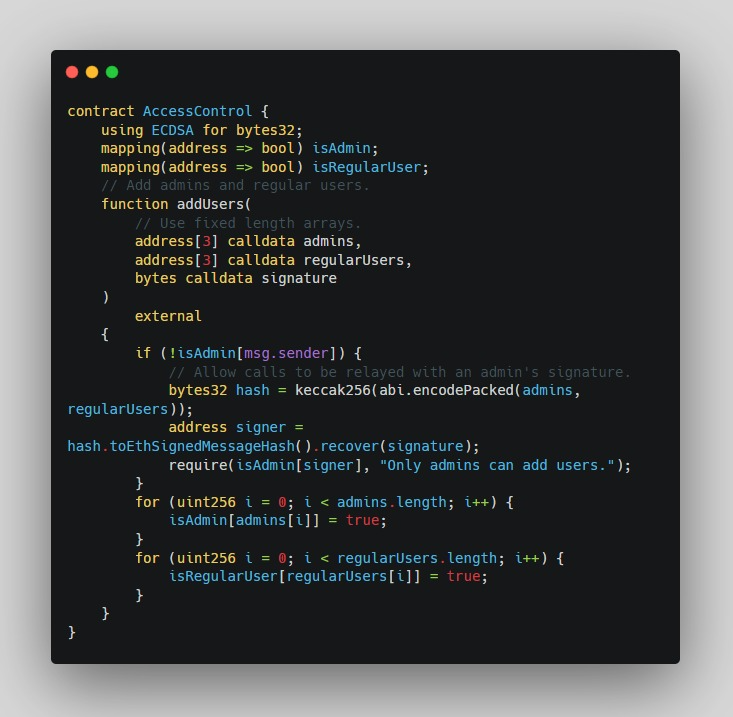 contract AccessControl {
    using ECDSA for bytes32;
    mapping(address => bool) isAdmin;
    mapping(address => bool) isRegularUser;
    // Add admins and regular users.
    function addUsers(
        // Use fixed length arrays.
        address[3] calldata admins,
        address[3] calldata regularUsers,
        bytes calldata signature
    )
        external
    {
        if (!isAdmin[msg.sender]) {
            // Allow calls to be relayed with an admin's signature.
            bytes32 hash = keccak256(abi.encodePacked(admins,
regularUsers));
            address signer =
hash.toEthSignedMessageHash().recover(signature);
            require(isAdmin[signer], "Only admins can add users.");
        }
        for (uint256 i = 0; i < admins.length; i++) {
            isAdmin[admins[i]] = true;
        }
        for (uint256 i = 0; i < regularUsers.length; i++) {
            isRegularUser[regularUsers[i]] = true;
        }
    }
}